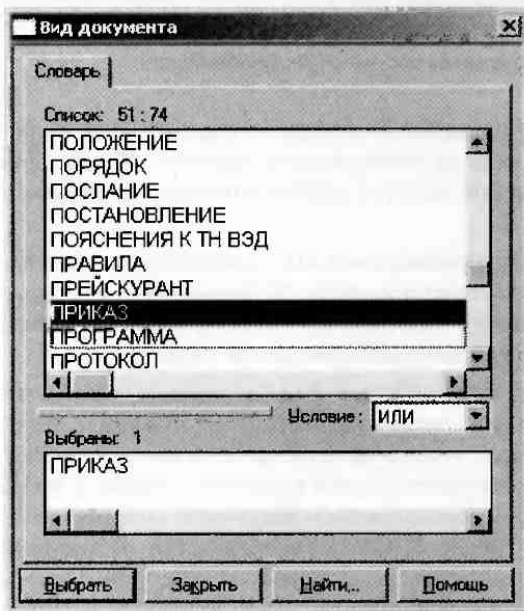 Вид документа
Словарь
Список: 51 : 74
ПОЛОЖЕНИЕ
ПОРЯДОК
ПОСЛАНИЕ
ПОСТАНОВЛЕНИЕ
ПОЯСНЕНИЯ К ТН ВЭД
ПРАВИЛА
ПРЕЙСКУРАНТ
ПРИКАЗ
ПРОГРАММА
ПРОТОКОЛ
Условие: ИЛИ
Выбраны: 1
ПРИКАЗ
Выбрать Закрыть Найти... Помощь